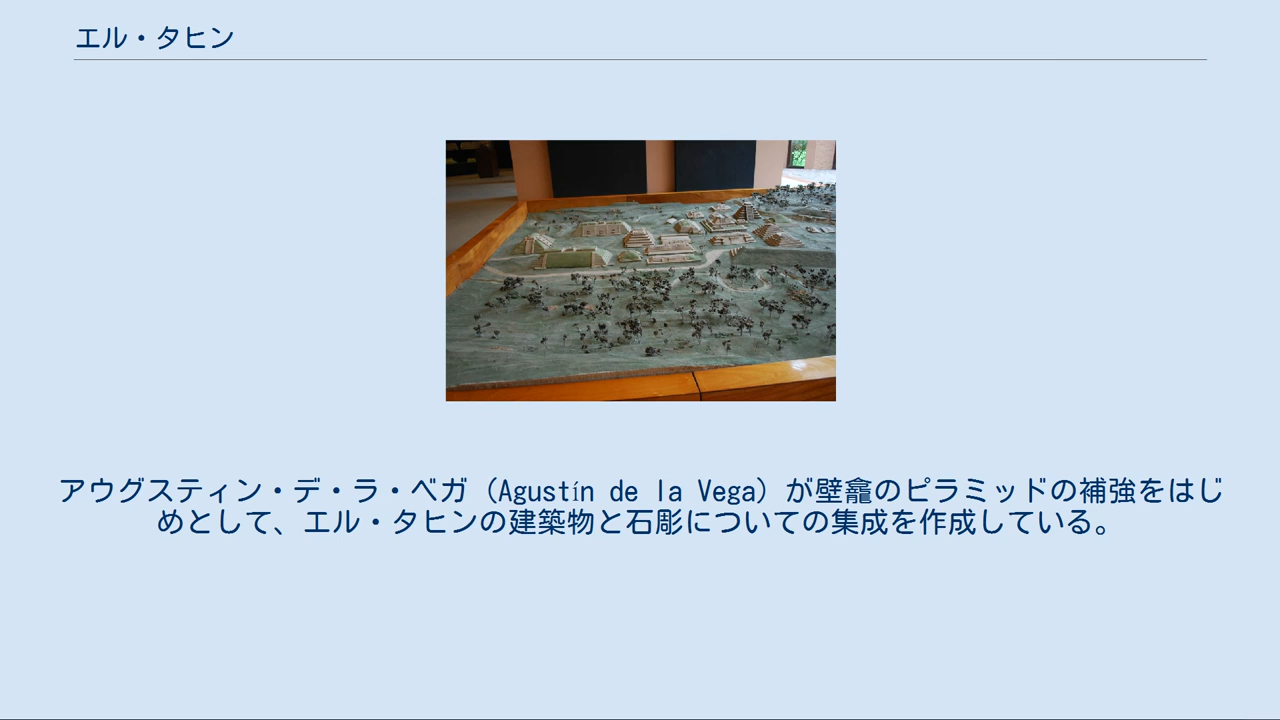 エル・タヒン
アウグスティン・デ・ラ・ベガ（Agustín de la Vega）が壁龕のピラミッドの補強をはじ
めとして、エル・タヒンの建築物と石彫についての集成を作成している。